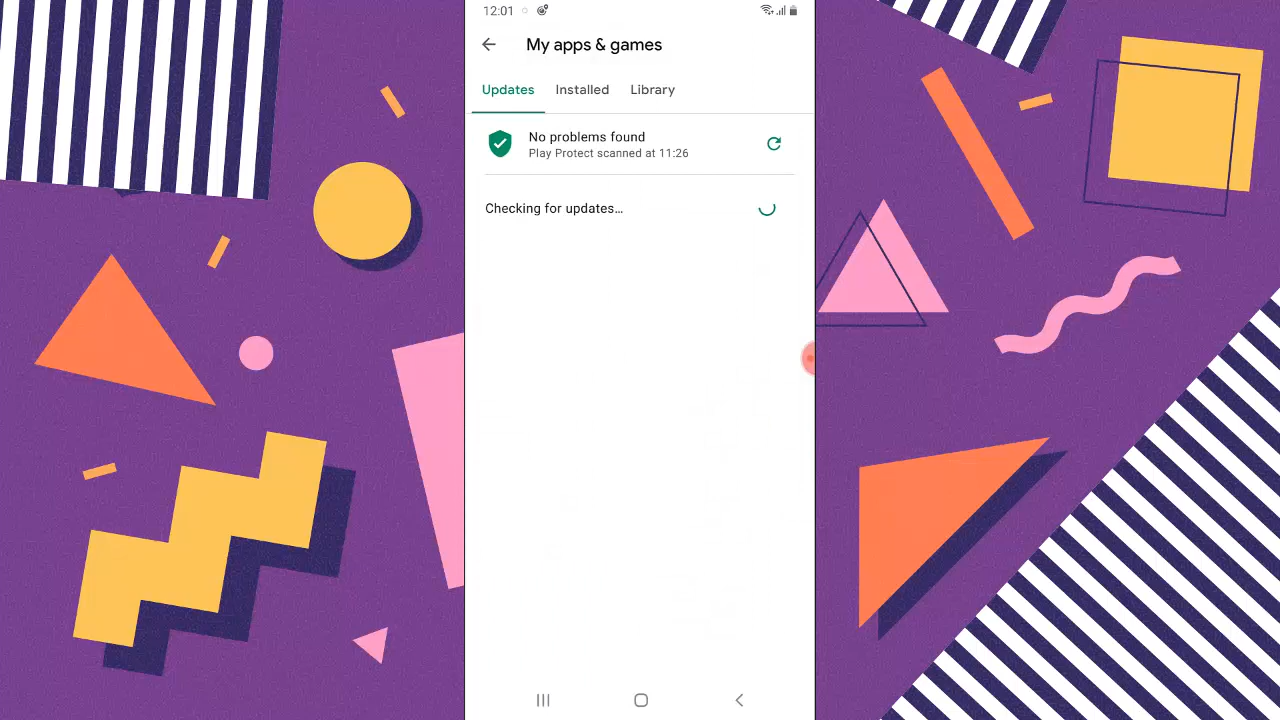 12:01
My apps & games
Updates Installed Library
No problems found
Play Protect scanned at 11:26
Checking for updates...